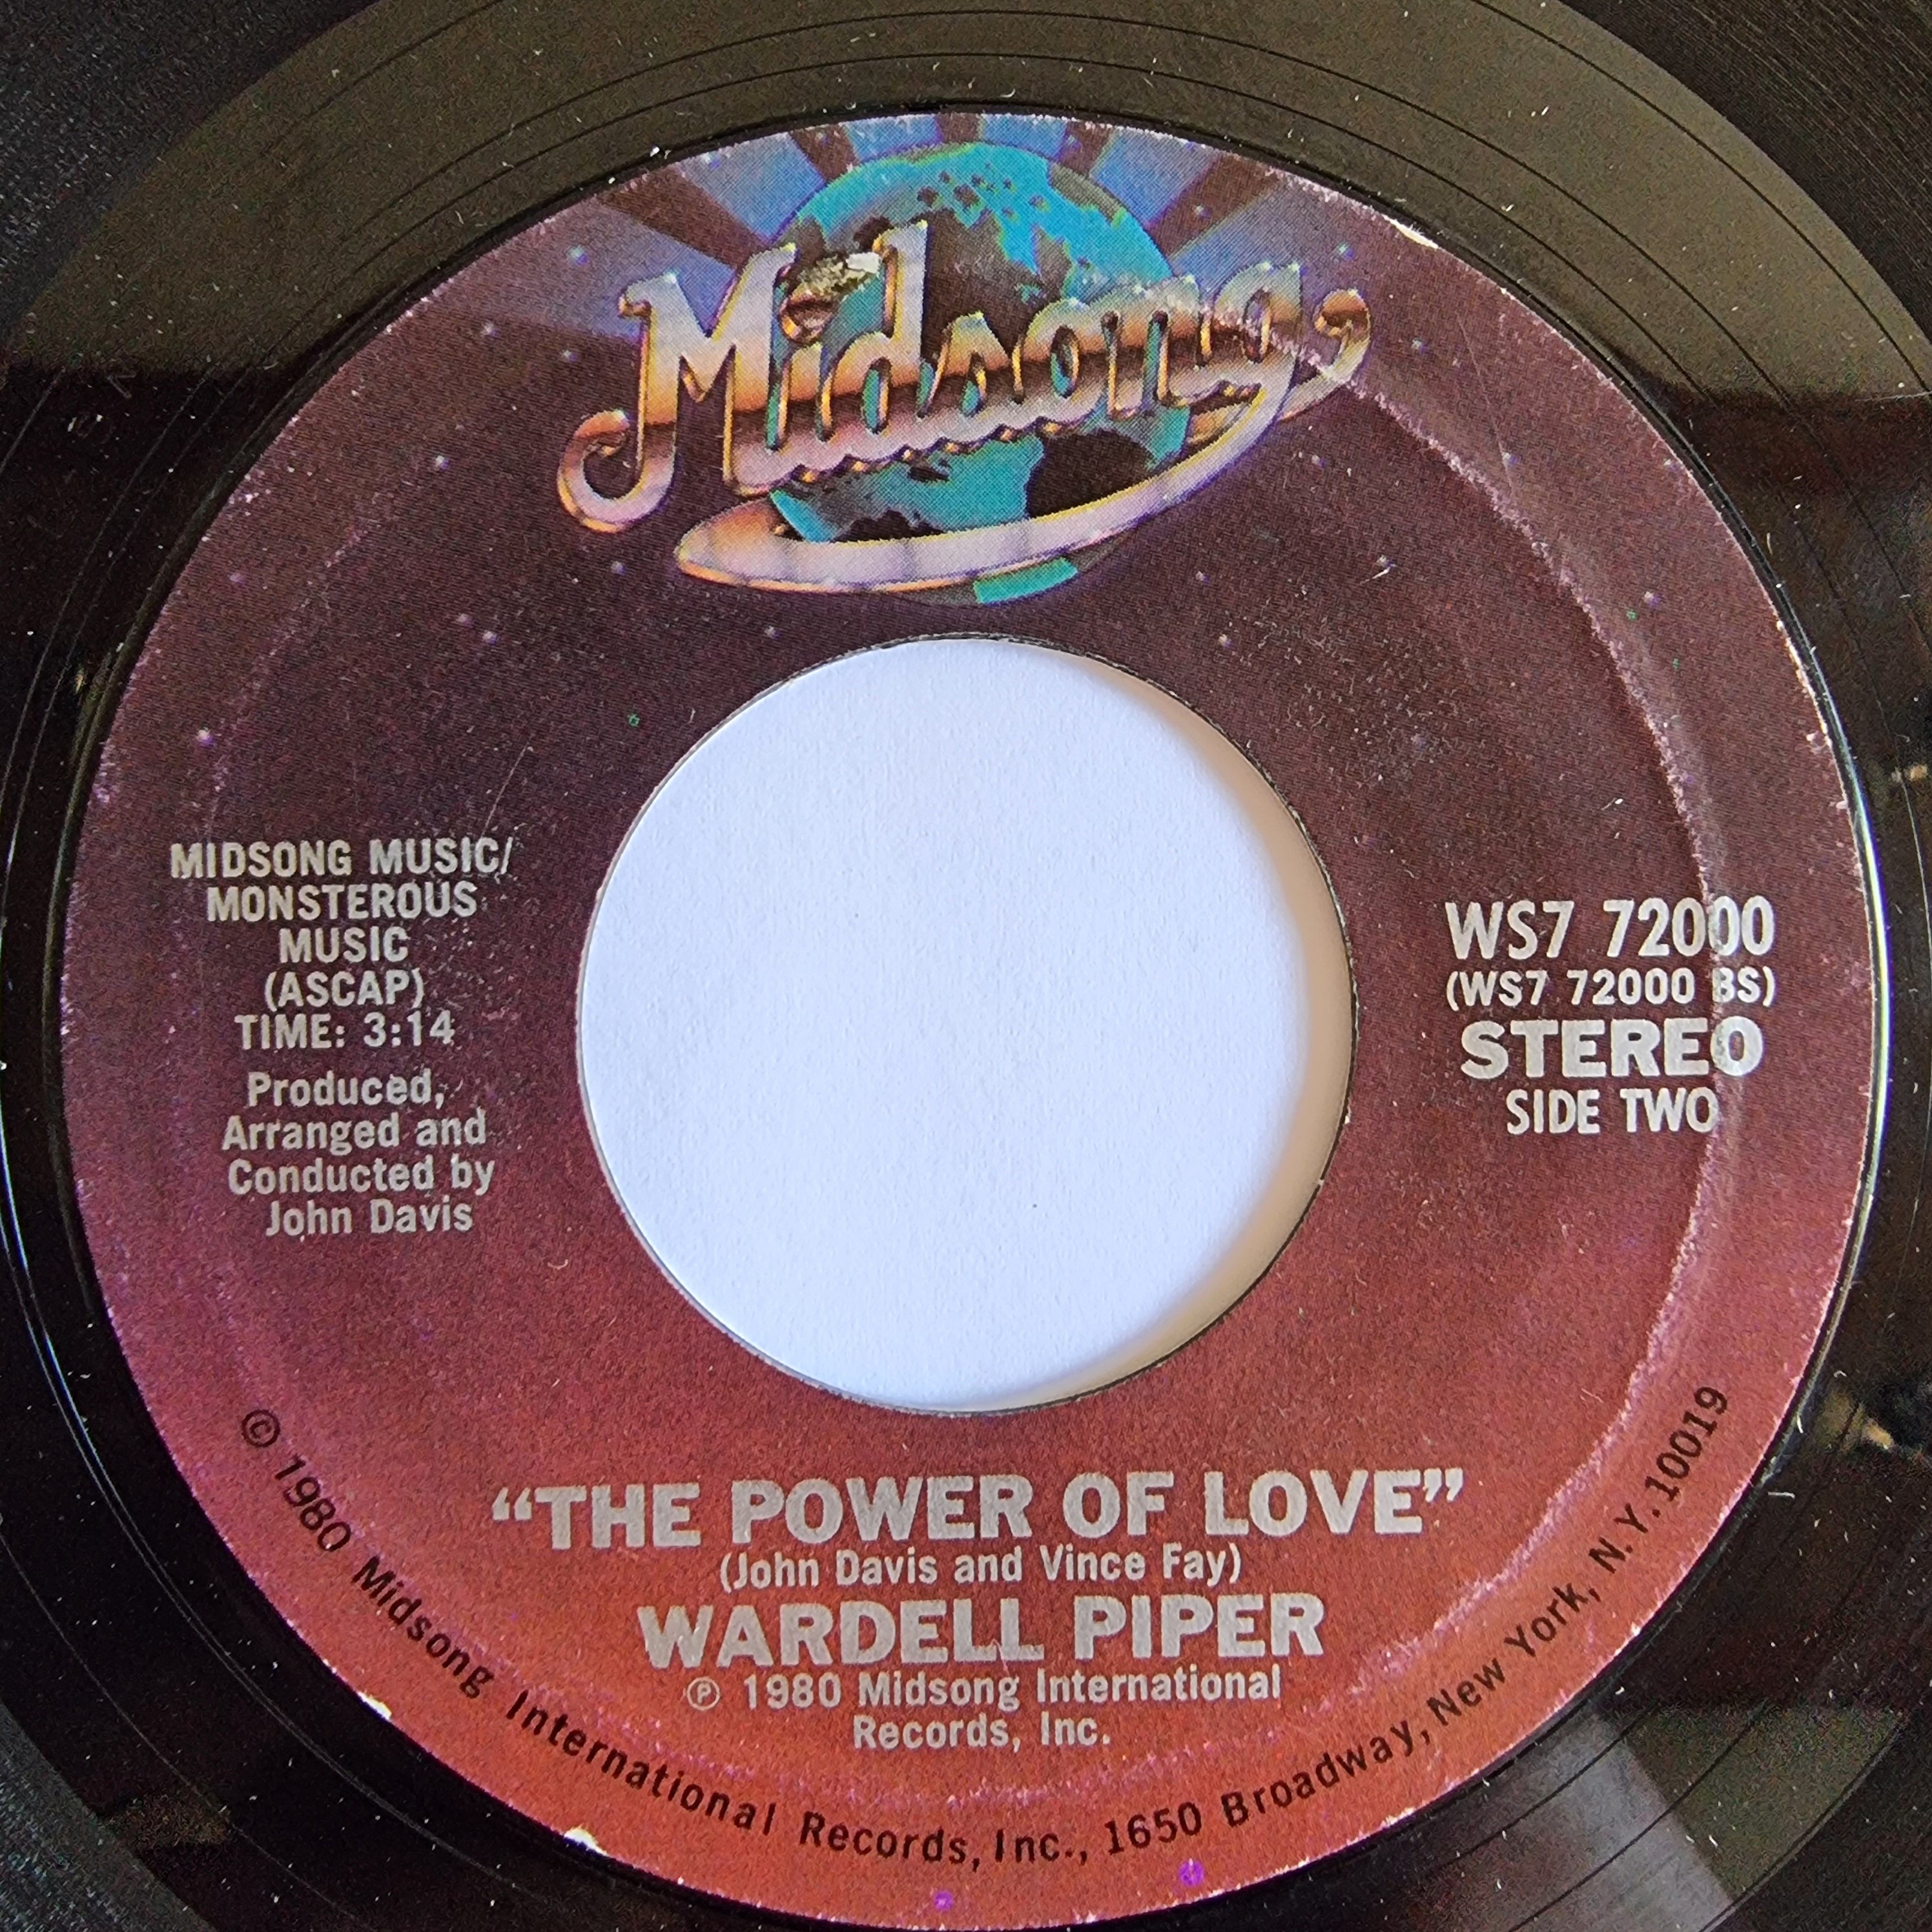 Midsong
MIDSONG MUSIC/
MONSTEROUS
MUSIC
(ASCAP)
TIME: 3:14
Produced,
Arranged and
Conducted by
John Davis
WS7 72000
(WS7 72000 BS)
STEREO
SIDE TWO
“THE POWER OF LOVE”
(John Davis and Vince Fay)
WARDELL PIPER
℗ 1980 Midsong International
Records, Inc.
© 1980 Midsong International Records, Inc., 1650 Broadway, New York, N.Y. 10019